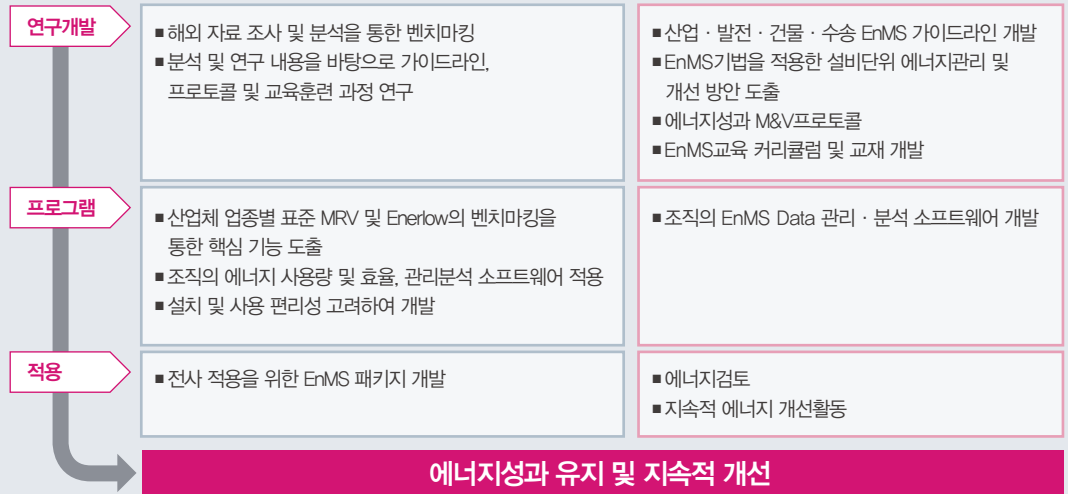 연구개발
■ 해외 자료 조사 및 분석을 통한 벤치마킹
■ 분석 및 연구 내용을 바탕으로 가이드라인,
프로토콜 및 교육훈련 과정 연구
■ 산업 · 발전 · 건물 · 수송 EnMS 가이드라인 개발
■ EnMS기법을 적용한 설비단위 에너지관리 및
개선 방안 도출
■ 에너지성과 M&V프로토콜
■ EnMS교육 커리큘럼 및 교재 개발
프로그램
■ 산업체 업종별 표준 MRV 및 Enerlow의 벤치마킹을
통한 핵심 기능 도출
■ 조직의 에너지 사용량 및 효율, 관리분석 소프트웨어 적용
■ 설치 및 사용 편리성 고려하여 개발
■ 조직의 EnMS Data 관리 · 분석 소프트웨어 개발
적용
■ 전사 적용을 위한 EnMS 패키지 개발
■ 에너지검토
■ 지속적 에너지 개선활동
에너지성과 유지 및 지속적 개선